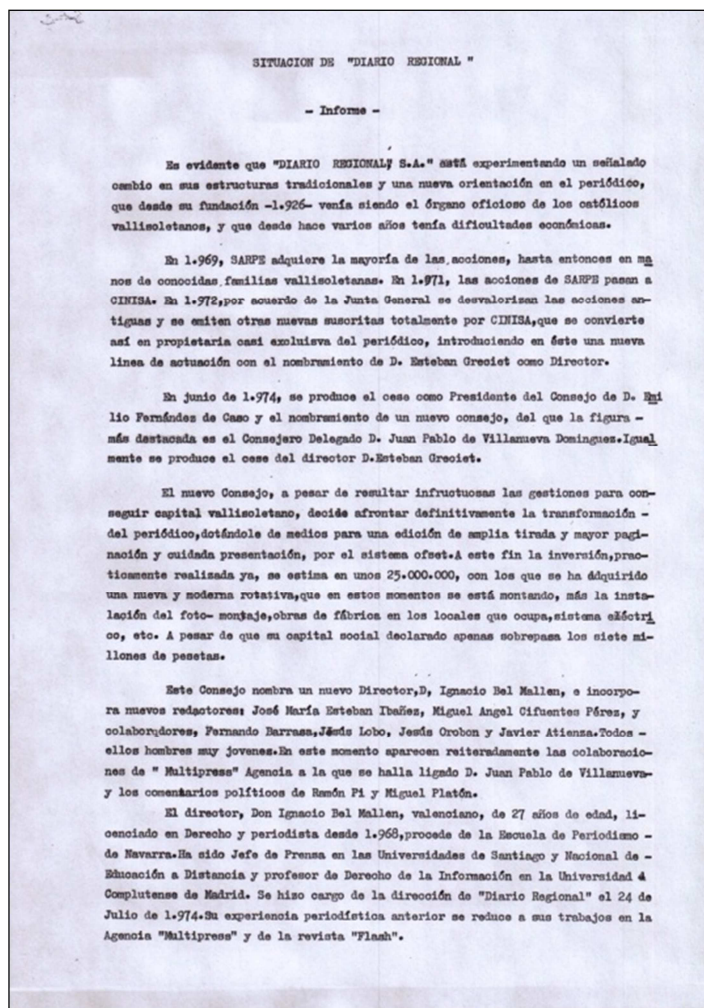 SITUACION DE "DIARIO REGIONAL"
- Informe -
Es evidente que "DIARIO REGIONAL, S.A." está experimentando un señalado
cambio en sus estructuras tradicionales y una nueva orientación en el periódico,
que desde su fundación -1.926- venía siendo el órgano oficioso de los católicos
vallisoletanos, y que desde hace varios años tenía dificultades económicas.
En 1.969, SARPE adquiere la mayoría de las acciones, hasta entonces en ma
nos de conocidas familias vallisoletanas. En 1.971, las acciones de SARPE pasan a
CINISA. En 1.972,por acuerdo de la Junta General se desvalorizan las acciones an-
tiguas y se emiten otras nuevas suscritas totalmente por CINISA,que se convierte
así en propietaria casi excluisva del periódico, introduciendo en éste una nueva
linea de actuación con el nombramiento de D. Esteban Greciet como Director.
En junio de 1.974, se produce el cese como Presidente del Consejo de D. Emi
lio Fernández de Caso y el nombramiento de un nuevo consejo, del que la figura -
más destacada es el Consejero Delegado D. Juan Pablo de Villanueva Dominguez.Igual
mente se produce el cese del director D.Esteban Greciet.
El nuevo Consejo, a pesar de resultar infructuosas las gestiones para con-
seguir capital vallisoletano, decide afrontar definitivamente la transformación -
del periódico,dotándole de medios para una edición de amplia tirada y mayor pagi-
nación y cuidada presentación, por el sistema ofset.A este fin la inversión,prac-
ticamente realizada ya, se estima en unos 25.000.000, con los que se ha ádquirido
una nueva y moderna rotativa,que en estos momentos se está montando, más la insta-
lación del foto- montaje,obras de fábrica en los locales que ocupa,sistema eléctri
co, etc. A pesar de que su capital social declarado apenas sobrepasa los siete mi-
llones de pesetas.
Este Consejo nombra un nuevo Director,D, Ignacio Bel Mallen, e incorpo-
ra nuevos redactores: José María Esteban Ibañez, Miguel Angel Cifuentes Pérez, y
colaborqdores, Fernando Barrasa,Jésús Lobo, Jesús Orobon y Javier Atienza.Todos -
ellos hombres muy jovenes.En este momento aparecen reiteradamente las colaboracio-
nes de " Multipress" Agencia a la que se halla ligado D. Juan Pablo de Villanueva-
y los comentarios políticos de Ramón Pi y Miguel Platón.
El director, Don Ignacio Bel Mallen, valenciano, de 27 años de edad, li-
cenciado en Derecho y periodista desde 1.968,procede de la Escuela de Periodismo -
de Navarra.Ha sido Jefe de Prensa en las Universidades de Santiago y Nacional de -
Educación a Distancia y profesor de Derecho de la Información en la Universidad
Complutense de Madrid. Se hizo cargo de la dirección de "Diario Regional" el 24 de
Julio de 1.974.Su experiencia periodística anterior se reduce a sus trabajos en la
Agencia "Multipress" y de la revista "Flash".